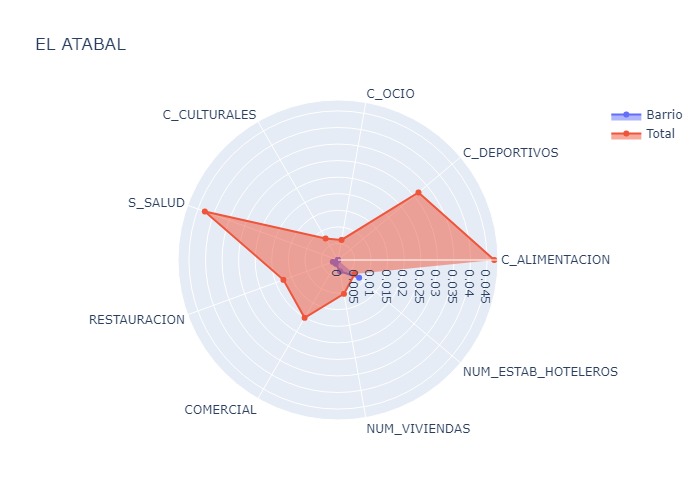 EL ATABAL
C_OCIO
C_CULTURALES
Barrio
Total
C_DEPORTIVOS
S_SALUD
C_ALIMENTACION
0
0.005
0.01
0.015
0.02
0.025
0.03
0.035
0.04
0.045
RESTAURACION
NUM_ESTAB_HOTELEROS
COMERCIAL
NUM_VIVIENDAS